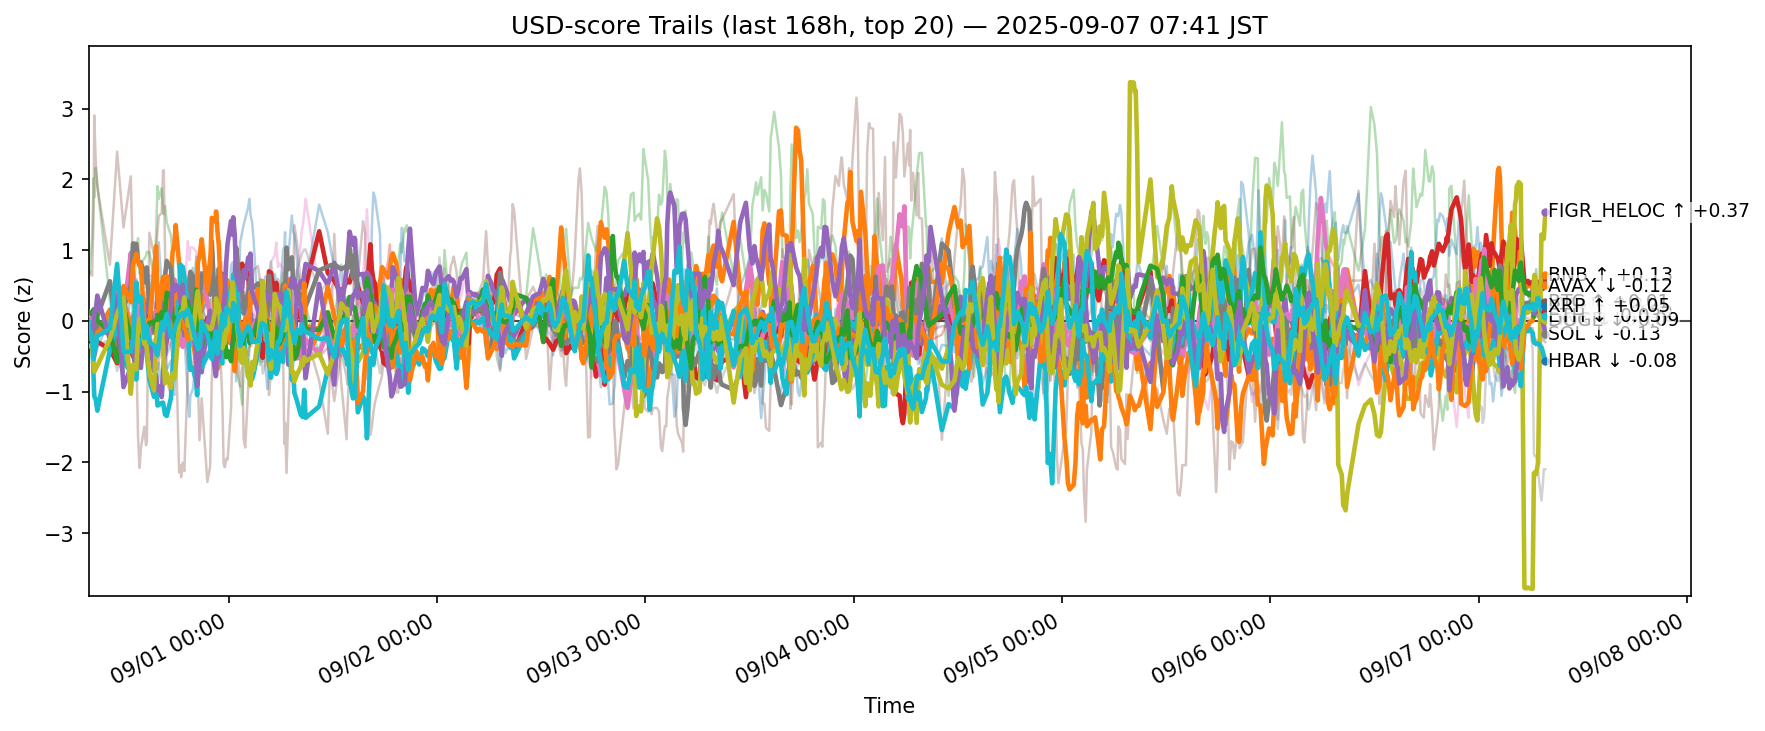 USD-score Trails (last 168h, top 20) — 2025-09-07 07:41 JST
Score (z)
3
2
1
0
−1
−2
−3
FIGR_HELOC ↑ +0.37
BNB ↑ +0.13
AVAX ↓ -0.12
XRP ↑ +0.05
SOL ↓ -0.13
HBAR ↓ -0.08
09/01 00:00
09/02 00:00
09/03 00:00
09/04 00:00
09/05 00:00
09/06 00:00
09/07 00:00
09/08 00:00
Time